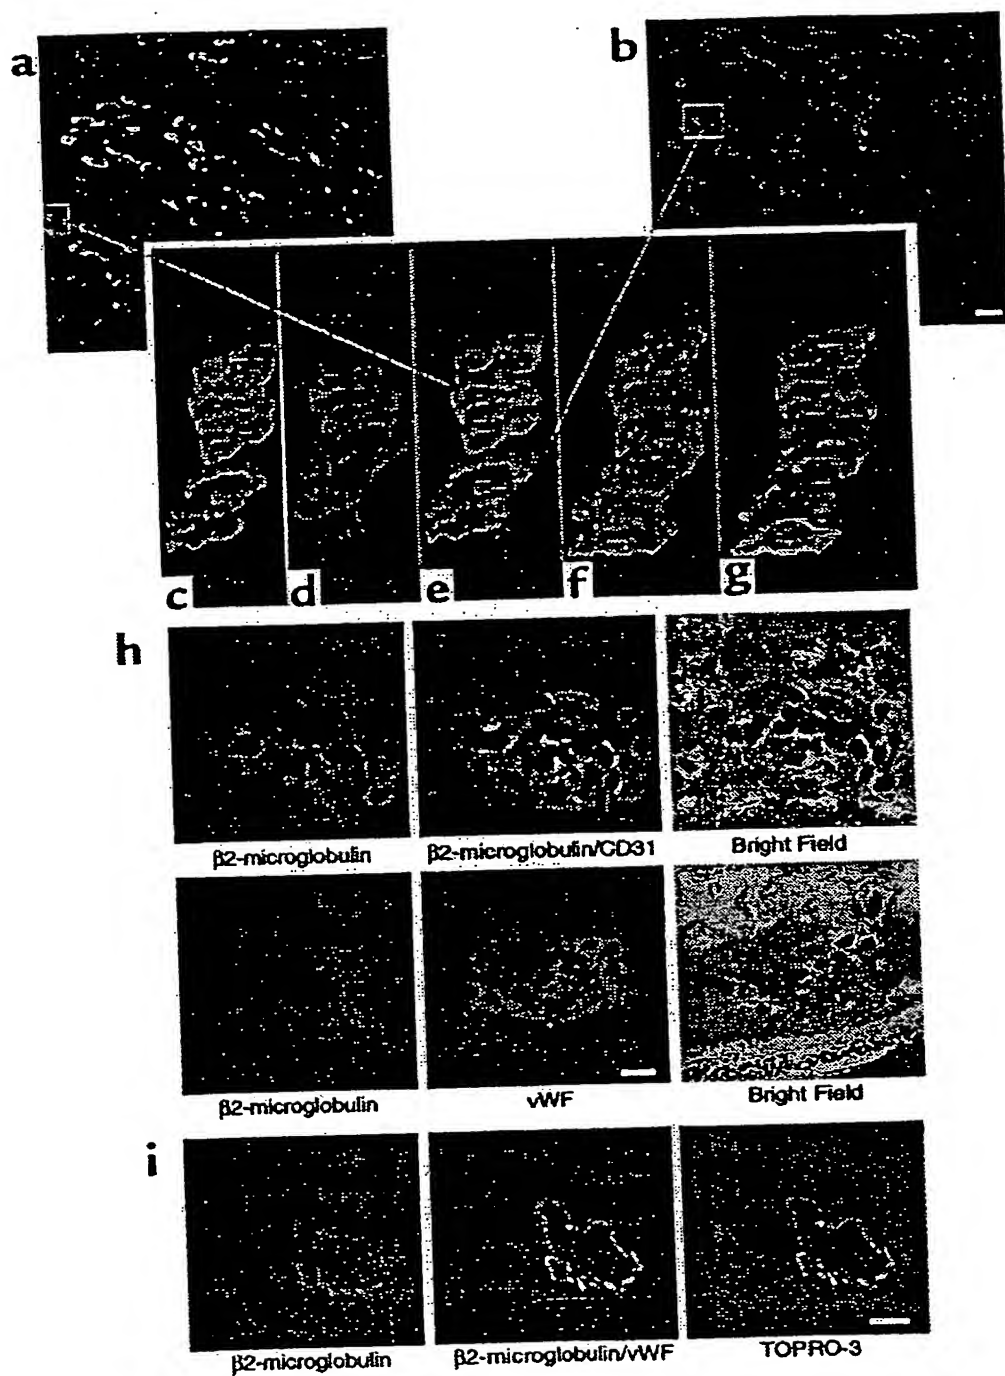 a
b
c d e f g
h
β2-microglobulin β2-microglobulin/CD31 Bright Field
β2-microglobulin vWF Bright Field
i
β2-microglobulin β2-microglobulin/vWF TOPRO-3